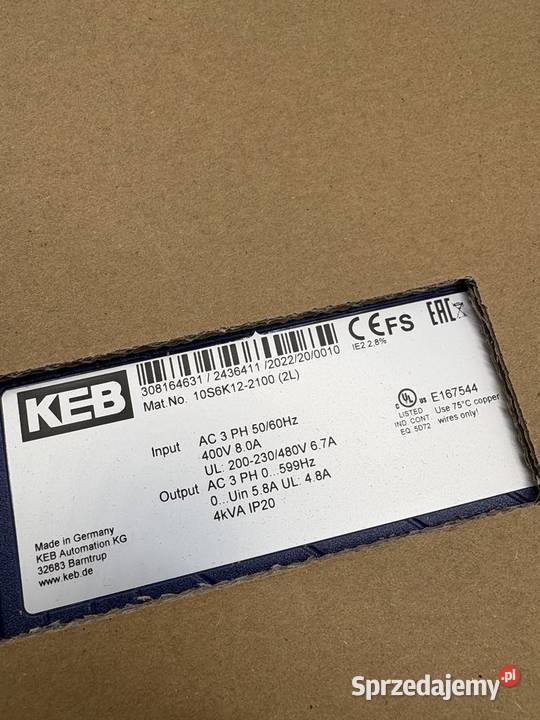 KEB
308164631 / 2436411 /2022/20/0010
Mat.No. 10S6K12-2100 (2L)
CE FS
IE2 2.8%
EAC
Input AC 3 PH 50/60Hz
400V 8.0A
UL: 200-230/480V 6.7A
Output AC 3 PH 0...599Hz
0...Uin 5.8A UL: 4.8A
4kVA IP20
C UL US
LISTED
IND. CONT.
EQ. 5D72
E167544
Use 75°C copper
wires only!
Made in Germany
KEB Automation KG
32683 Barntrup
www.keb.de
Sprzedajemy.pl